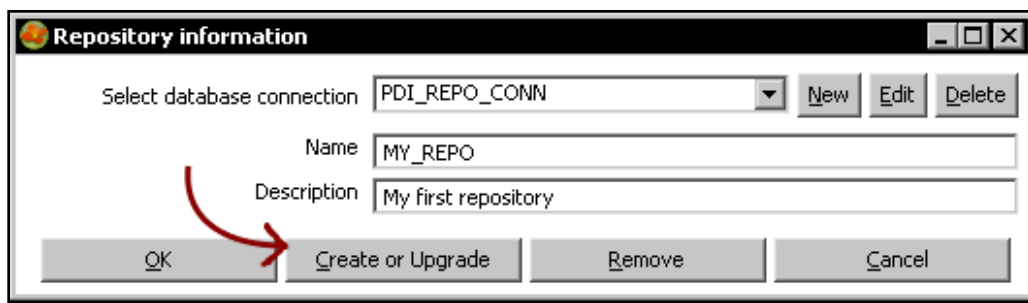 Repository information
Select database connection PDI_REPO_CONN New Edit Delete
Name MY_REPO
Description My first repository
OK Create or Upgrade Remove Cancel